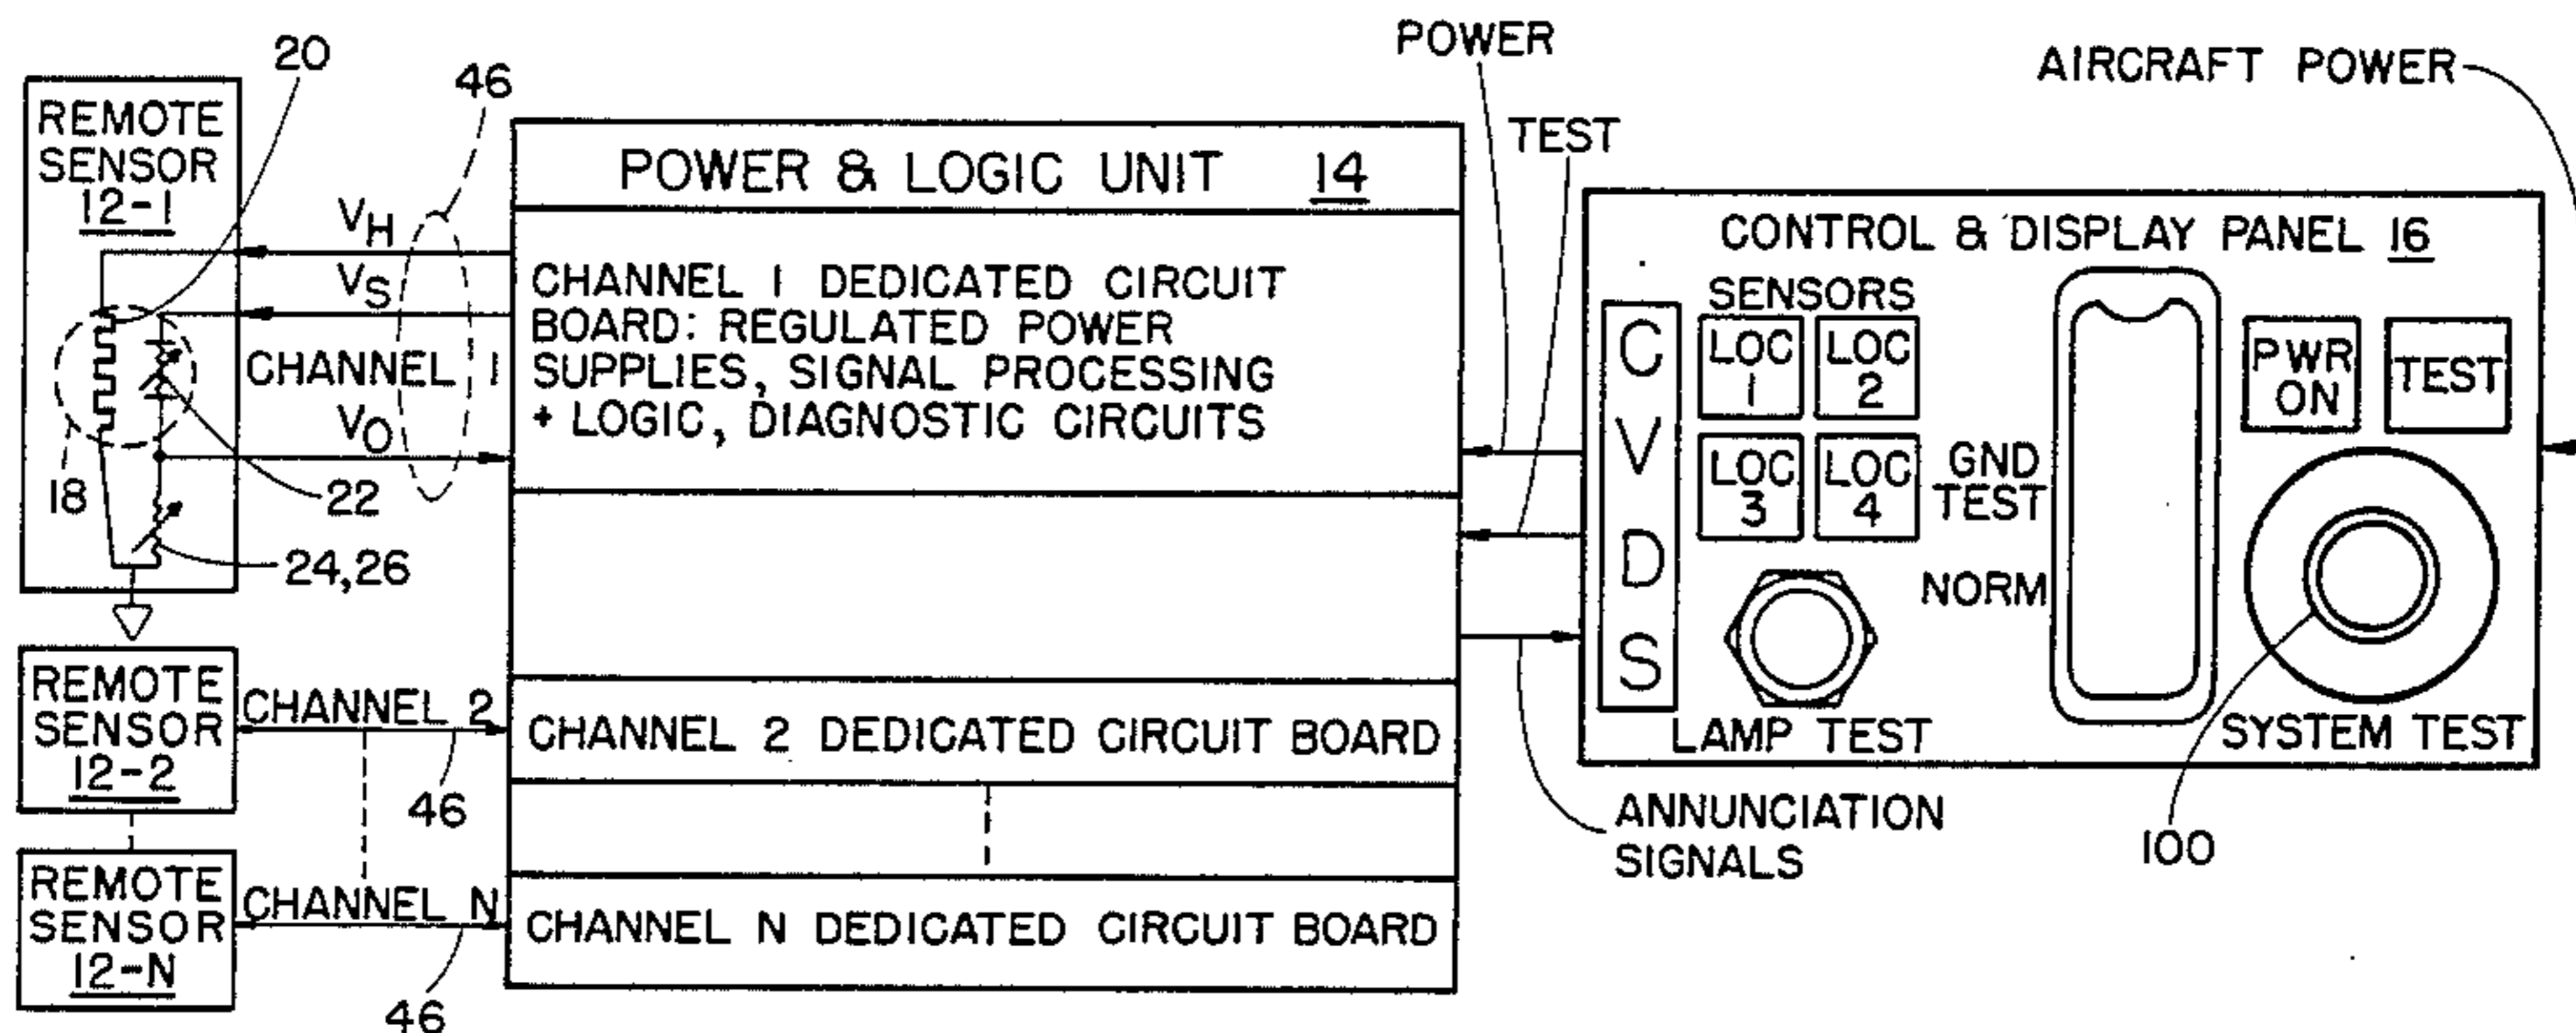 20
46
POWER
AIRCRAFT POWER
TEST
REMOTE
SENSOR
12-1
POWER & LOGIC UNIT 14
VH
VS
CHANNEL 1
VO
18
22
24,26
CHANNEL 1 DEDICATED CIRCUIT
BOARD: REGULATED POWER
SUPPLIES, SIGNAL PROCESSING
+ LOGIC, DIAGNOSTIC CIRCUITS
CONTROL & DISPLAY PANEL 16
C
V
D
S
SENSORS
LOC
1
LOC
2
LOC
3
LOC
4
GND
TEST
NORM
PWR
ON
TEST
LAMP TEST
SYSTEM TEST
REMOTE
SENSOR
12-2
CHANNEL 2
46
CHANNEL 2 DEDICATED CIRCUIT BOARD
ANNUNCIATION
SIGNALS
100
REMOTE
SENSOR
12-N
CHANNEL N
46
CHANNEL N DEDICATED CIRCUIT BOARD